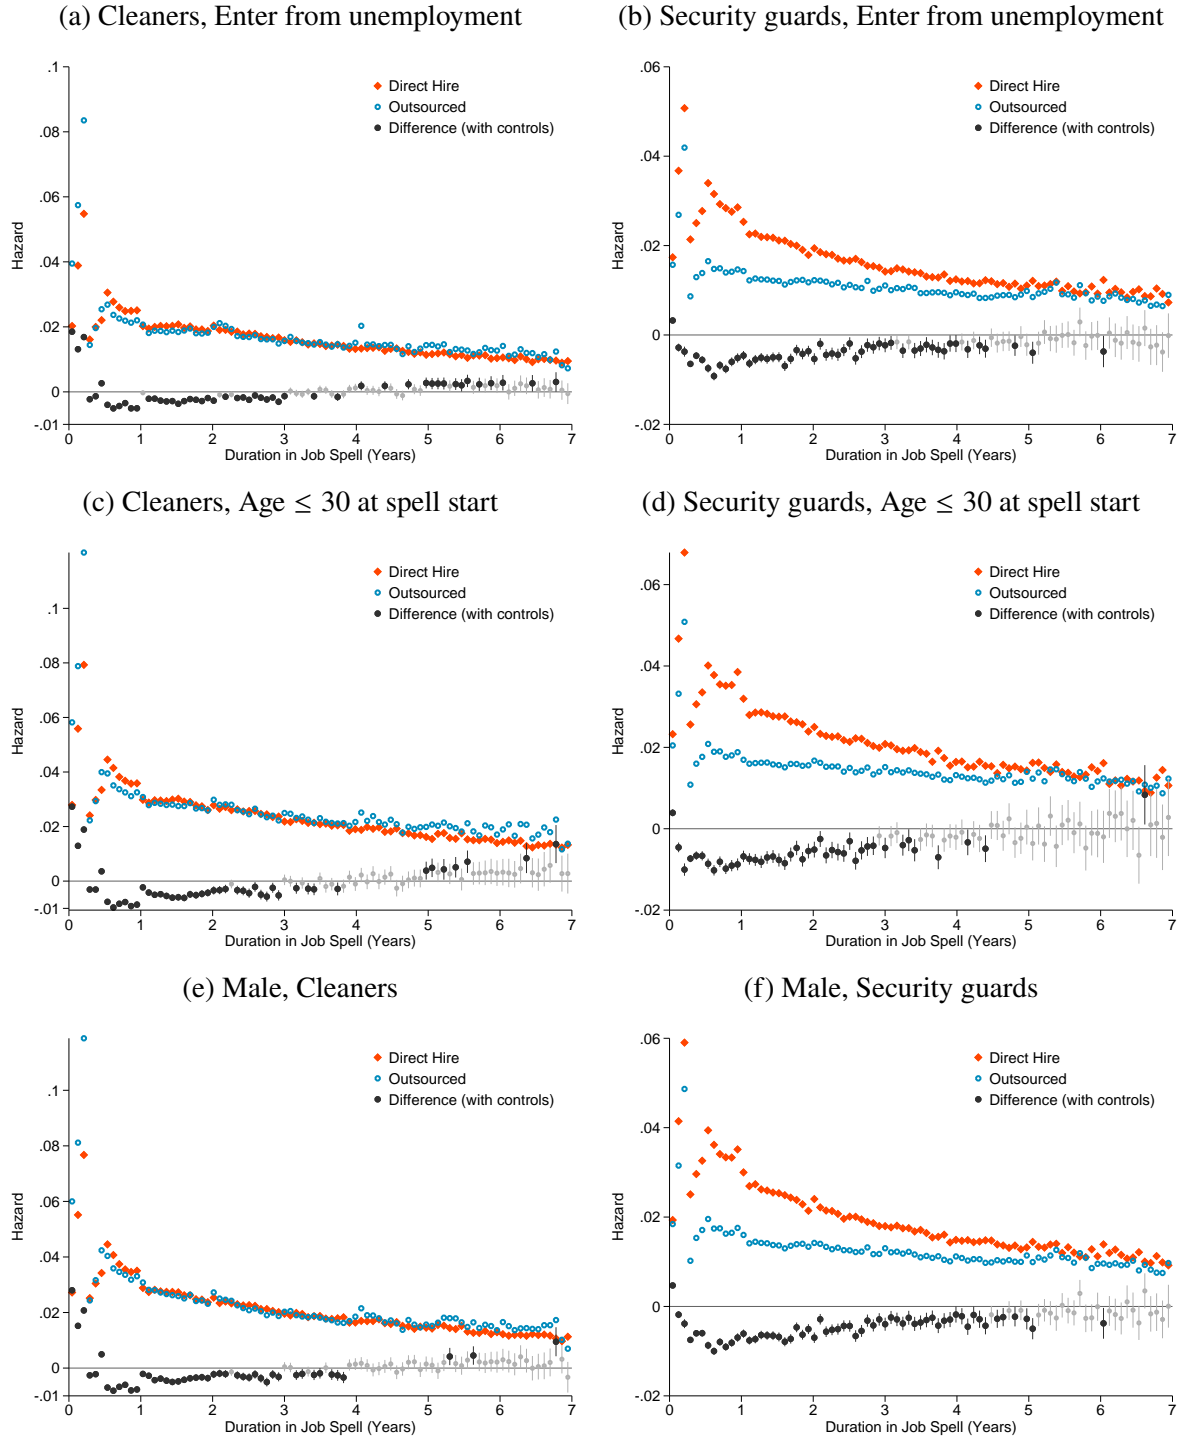 (a) Cleaners, Enter from unemployment
.1
.08
.06
.04
.02
0
-.01
Hazard
Direct Hire
Outsourced
Difference (with controls)
0 1 2 3 4 5 6 7
Duration in Job Spell (Years)
(b) Security guards, Enter from unemployment
.06
.04
.02
0
-.02
Hazard
Direct Hire
Outsourced
Difference (with controls)
0 1 2 3 4 5 6 7
Duration in Job Spell (Years)
(c) Cleaners, Age ≤ 30 at spell start
.1
.08
.06
.04
.02
0
-.01
Hazard
Direct Hire
Outsourced
Difference (with controls)
0 1 2 3 4 5 6 7
Duration in Job Spell (Years)
(d) Security guards, Age ≤ 30 at spell start
.06
.04
.02
0
-.02
Hazard
Direct Hire
Outsourced
Difference (with controls)
0 1 2 3 4 5 6 7
Duration in Job Spell (Years)
(e) Male, Cleaners
.1
.08
.06
.04
.02
0
-.01
Hazard
Direct Hire
Outsourced
Difference (with controls)
0 1 2 3 4 5 6 7
Duration in Job Spell (Years)
(f) Male, Security guards
.06
.04
.02
0
-.02
Hazard
Direct Hire
Outsourced
Difference (with controls)
0 1 2 3 4 5 6 7
Duration in Job Spell (Years)